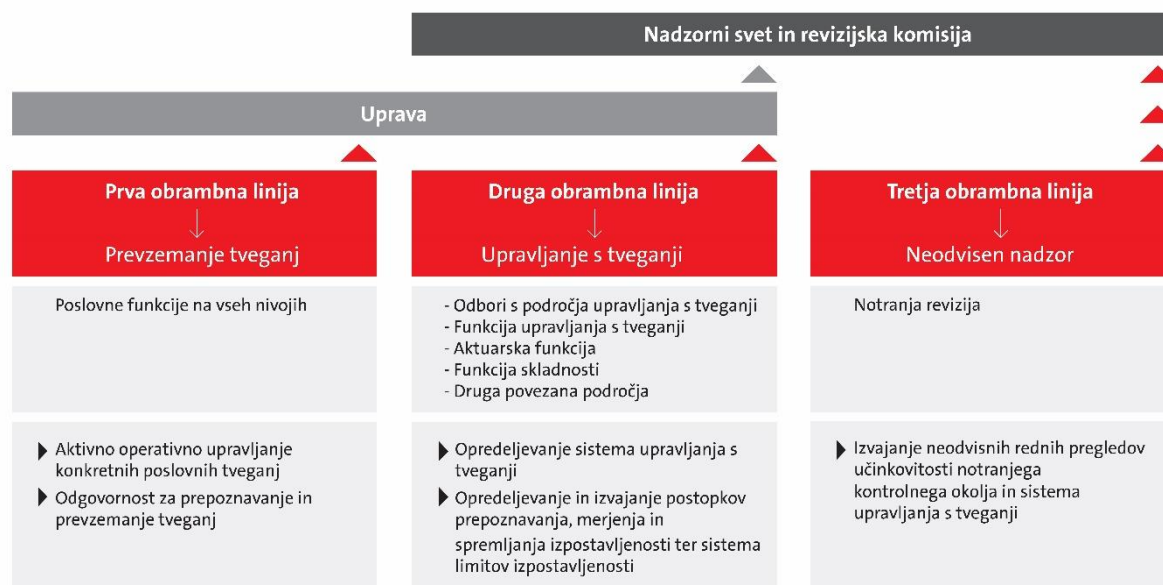 Nadzorni svet in revizijska komisija
Uprava
Prva obrambna linija
Prevzemanje tveganj
Poslovne funkcije na vseh nivojih
Aktivno operativno upravljanje
konkretnih poslovnih tveganj
Odgovornost za prepoznavanje in
prevzemanje tveganj
Druga obrambna linija
Upravljanje s tveganji
- Odbori s področja upravljanja s tveganji
- Funkcija upravljanja s tveganji
- Aktuarska funkcija
- Funkcija skladnosti
- Druga povezana področja
Opredeljevanje sistema upravljanja s
tveganji
Opredeljevanje in izvajanje postopkov
prepoznavanja, merjenja in
spremljanja izpostavljenosti ter sistema
limitov izpostavljenosti
Tretja obrambna linija
Neodvisen nadzor
Notranja revizija
Izvajanje neodvisnih rednih pregledov
učinkovitosti notranjega
kontrolnega okolja in sistema
upravljanja s tveganji